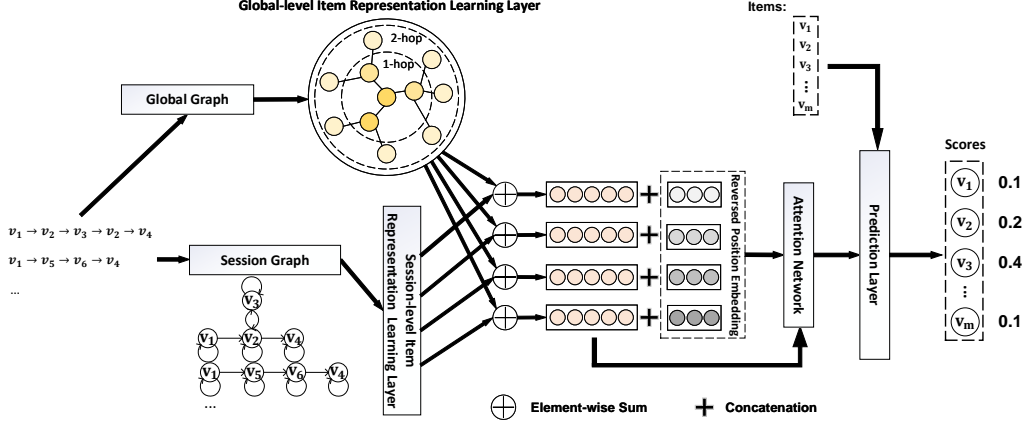 Global-level Item Representation Learning Layer
Items:
2-hop
1-hop
v₁
v₂
v₃
...
vₘ
Global Graph
Scores
v₁ 0.1
v₂ 0.2
v₃ 0.4
...
vₘ 0.1
Reversed Position Embedding
Attention Network
Prediction Layer
v₁ → v₂ → v₃ → v₂ → v₄
v₁ → v₅ → v₆ → v₄
...
Session Graph
Session-level Item
Representation Learning Layer
v₃
v₁ v₂ v₄
v₁ v₅ v₆ v₄
...
Element-wise Sum
Concatenation